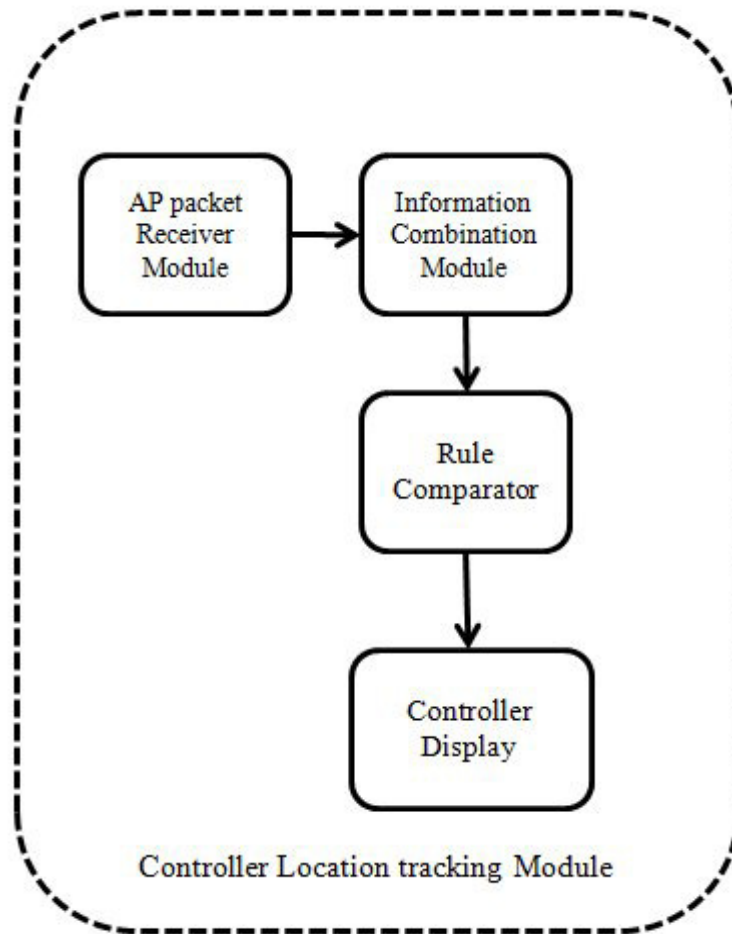 AP packet
Receiver
Module
Information
Combination
Module
Rule
Comparator
Controller
Display
Controller Location tracking Module